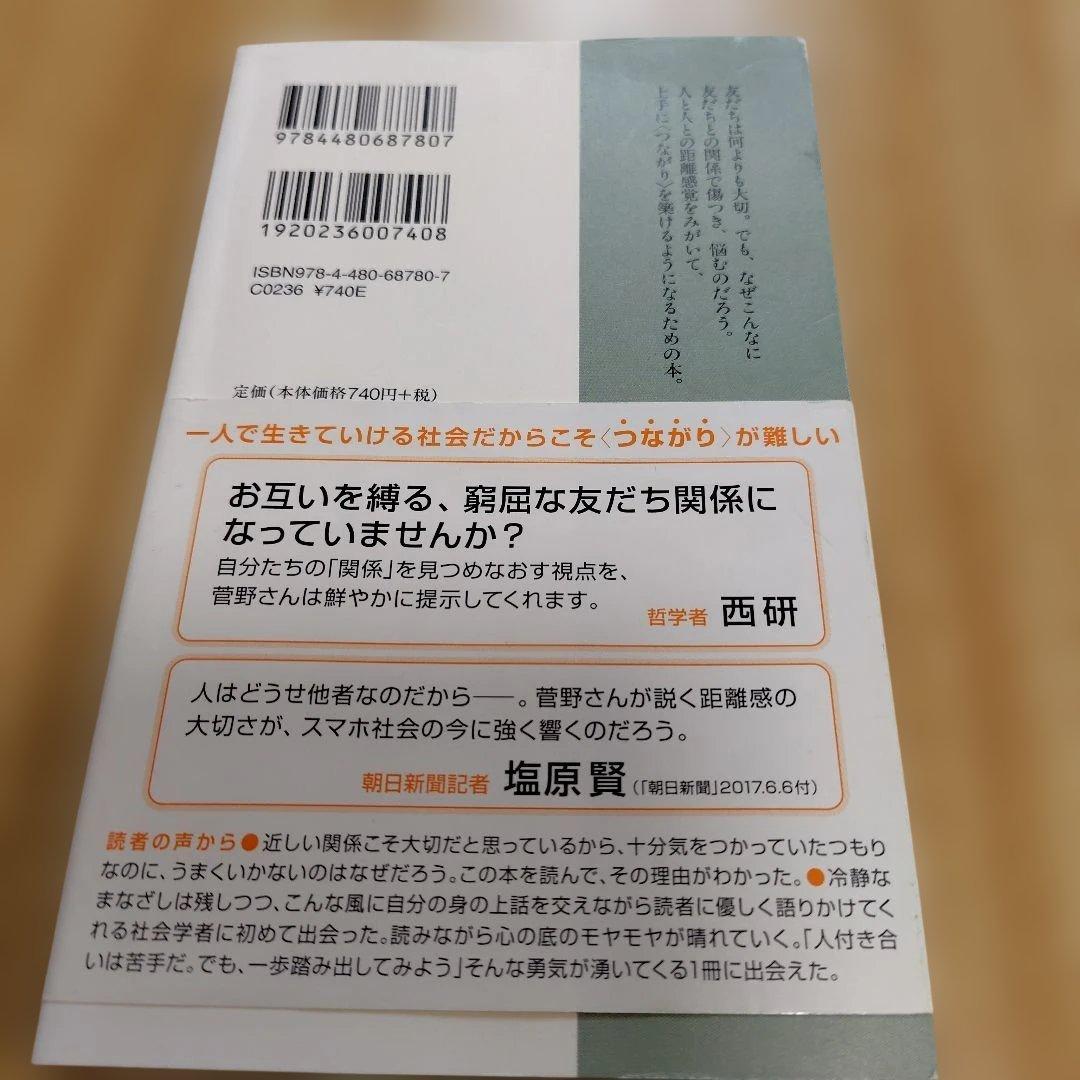 9784480687807
1920236007408
ISBN978-4-480-68780-7
C0236 ¥740E
定価(本体価格740円+税)
友だちは何よりも大切。でも、なぜこんなに
友だちとの関係で傷つき、悩むのだろう。
人と人との距離感覚をみがいて、
上手に〈つながり〉を築けるようになるための本。
一人で生きていける社会だからこそ〈つながり〉が難しい
お互いを縛る、窮屈な友だち関係に
なっていませんか?
自分たちの「関係」を見つめなおす視点を、
菅野さんは鮮やかに提示してくれます。
哲学者 西研
人はどうせ他者なのだから――。菅野さんが説く距離感の
大切さが、スマホ社会の今に強く響くのだろう。
朝日新聞記者 塩原賢(「朝日新聞」2017.6.6付)
読者の声から●近しい関係こそ大切だと思っているから、十分気をつかっていたつもり
なのに、うまくいかないのはなぜだろう。この本を読んで、その理由がわかった。●冷静な
まなざしは残しつつ、こんな風に自分の身の上話を交えながら読者に優しく語りかけてく
れる社会学者に初めて出会った。読みながら心の底のモヤモヤが晴れていく。「人付き合
いは苦手だ。でも、一歩踏み出してみよう」そんな勇気が湧いてくる1冊に出会えた。